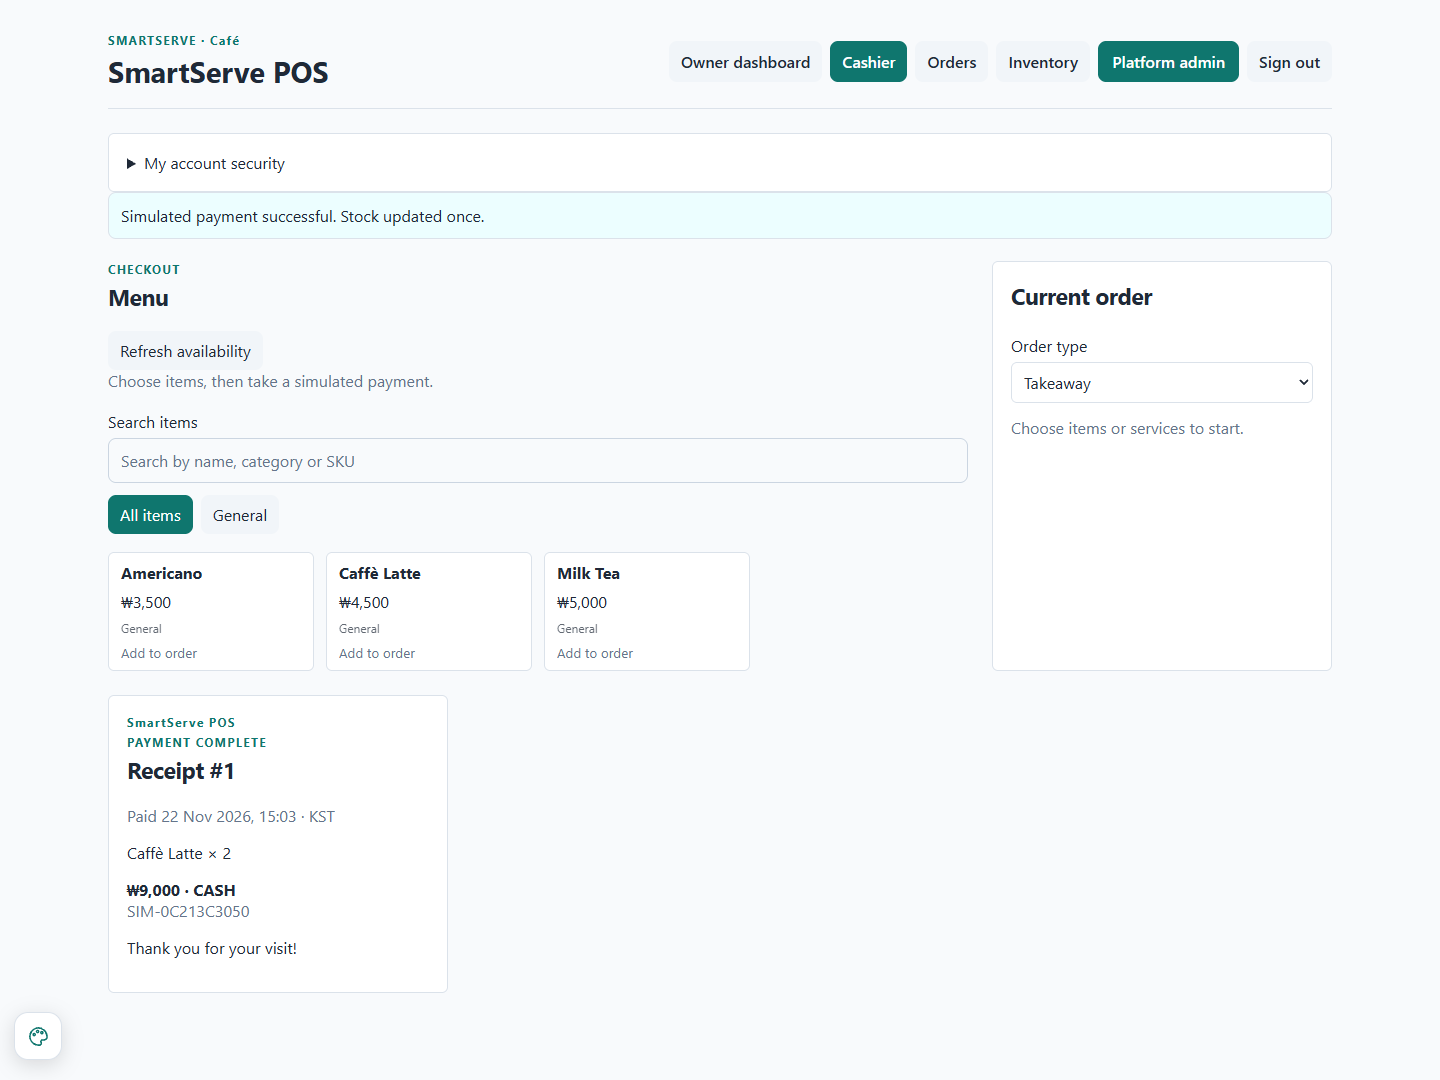 SMARTSERVE · Café
SmartServe POS
Owner dashboard
Cashier
Orders
Inventory
Platform admin
Sign out
My account security
Simulated payment successful. Stock updated once.
CHECKOUT
Menu
Refresh availability
Choose items, then take a simulated payment.
Search items
Search by name, category or SKU
All items
General
Americano
₩3,500
General
Add to order
Caffè Latte
₩4,500
General
Add to order
Milk Tea
₩5,000
General
Add to order
Current order
Order type
Takeaway
Choose items or services to start.
SmartServe POS
PAYMENT COMPLETE
Receipt #1
Paid 22 Nov 2026, 15:03 · KST
Caffè Latte × 2
₩9,000 · CASH
SIM-0C213C3050
Thank you for your visit!